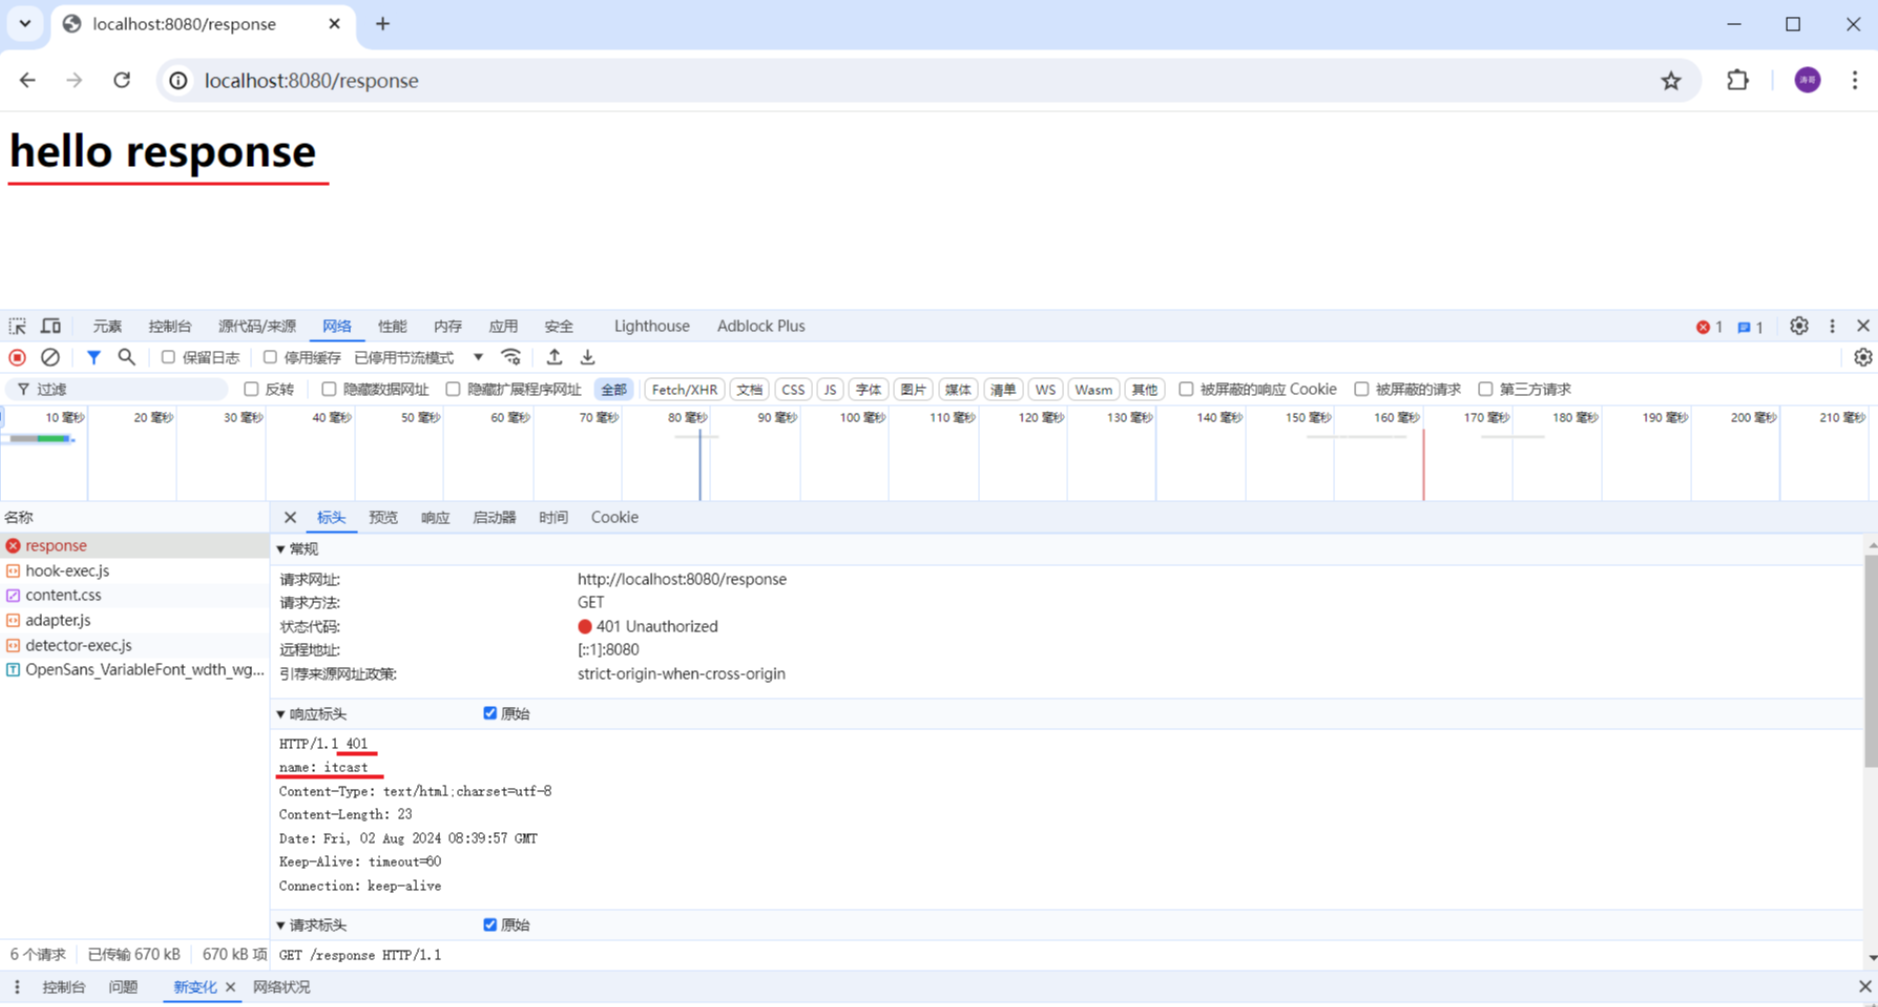 localhost:8080/response
localhost:8080/response
hello response
元素 控制台 源代码/来源 网络 性能 内存 应用 安全 Lighthouse Adblock Plus 1 1
保留日志 停用缓存 已停用节流模式
过滤 反转 隐藏数据网址 隐藏扩展程序网址 全部 Fetch/XHR 文档 CSS JS 字体 图片 媒体 清单 WS Wasm 其他 被屏蔽的响应 Cookie 被屏蔽的请求 第三方请求
10 毫秒 20 毫秒 30 毫秒 40 毫秒 50 毫秒 60 毫秒 70 毫秒 80 毫秒 90 毫秒 100 毫秒 110 毫秒 120 毫秒 130 毫秒 140 毫秒 150 毫秒 160 毫秒 170 毫秒 180 毫秒 190 毫秒 200 毫秒 210 毫秒
名称
response
hook-exec.js
content.css
adapter.js
detector-exec.js
OpenSans_VariableFont_wdth_wg...
6 个请求 已传输 670 kB 670 kB 项
标头 预览 响应 启动器 时间 Cookie
常规
请求网址: http://localhost:8080/response
请求方法: GET
状态代码: 401 Unauthorized
远程地址: [::1]:8080
引荐来源网址政策: strict-origin-when-cross-origin
响应标头 原始
HTTP/1.1 401
name: itcast
Content-Type: text/html;charset=utf-8
Content-Length: 23
Date: Fri, 02 Aug 2024 08:39:57 GMT
Keep-Alive: timeout=60
Connection: keep-alive
请求标头 原始
GET /response HTTP/1.1
控制台 问题 新变化 网络状况